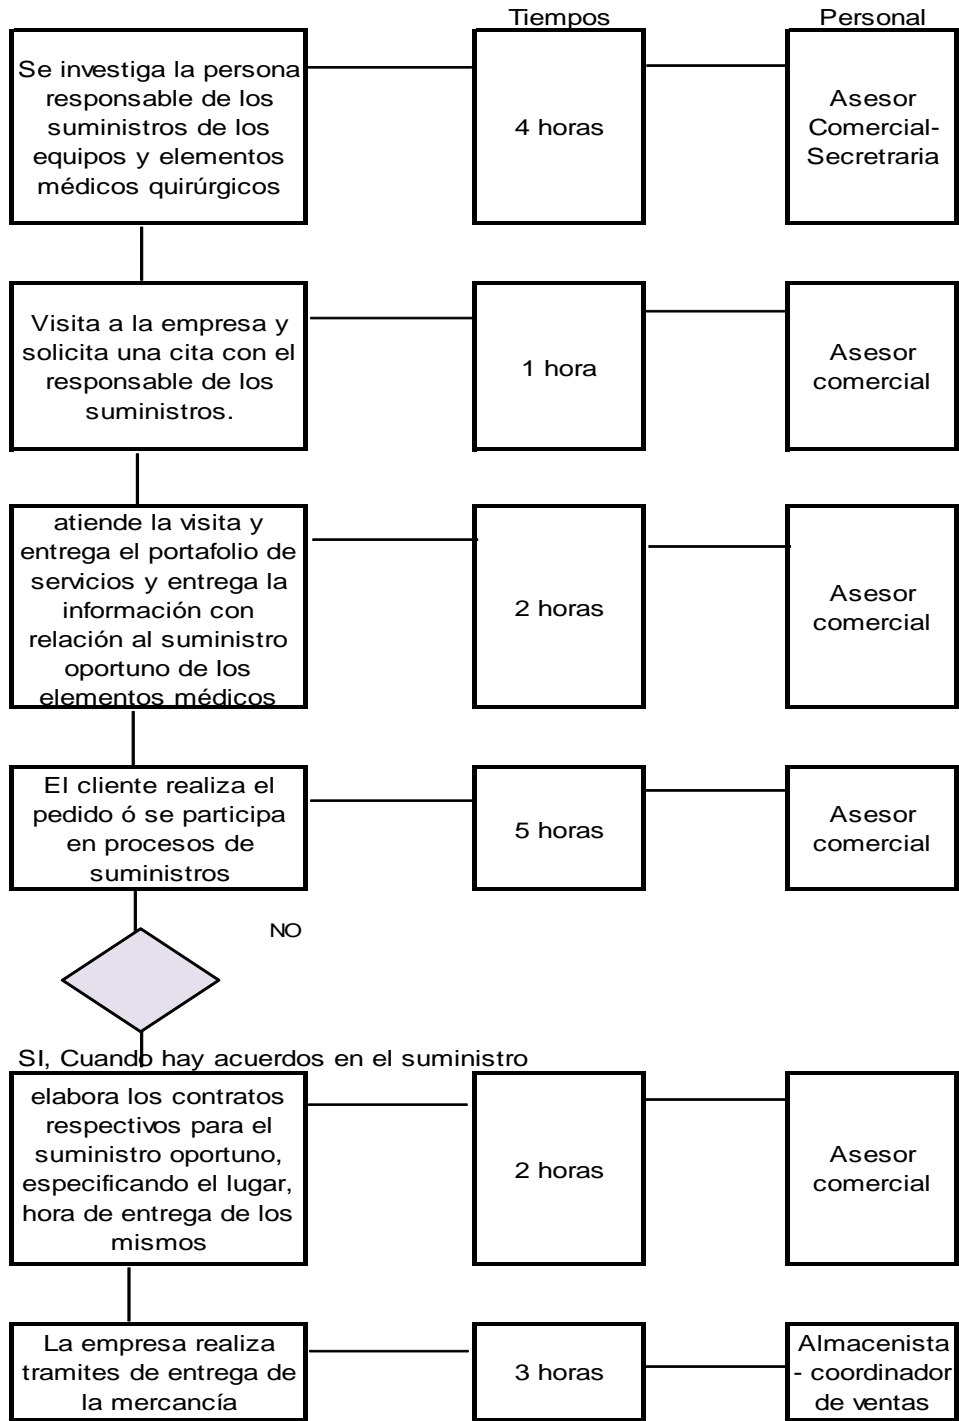 Tiempos
Personal
Se investiga la persona
responsable de los
suministros de los
equipos y elementos
médicos quirúrgicos
4 horas
Asesor
Comercial-
Secretraria
Visita a la empresa y
solicita una cita con el
responsable de los
suministros.
1 hora
Asesor
comercial
atiende la visita y
entrega el portafolio de
servicios y entrega la
información con
relación al suministro
oportuno de los
elementos médicos
2 horas
Asesor
comercial
El cliente realiza el
pedido ó se participa
en procesos de
suministros
5 horas
Asesor
comercial
NO
SI, Cuando hay acuerdos en el suministro
elabora los contratos
respectivos para el
suministro oportuno,
especificando el lugar,
hora de entrega de los
mismos
2 horas
Asesor
comercial
La empresa realiza
tramites de entrega de
la mercancía
3 horas
Almacenista
- coordinador
de ventas